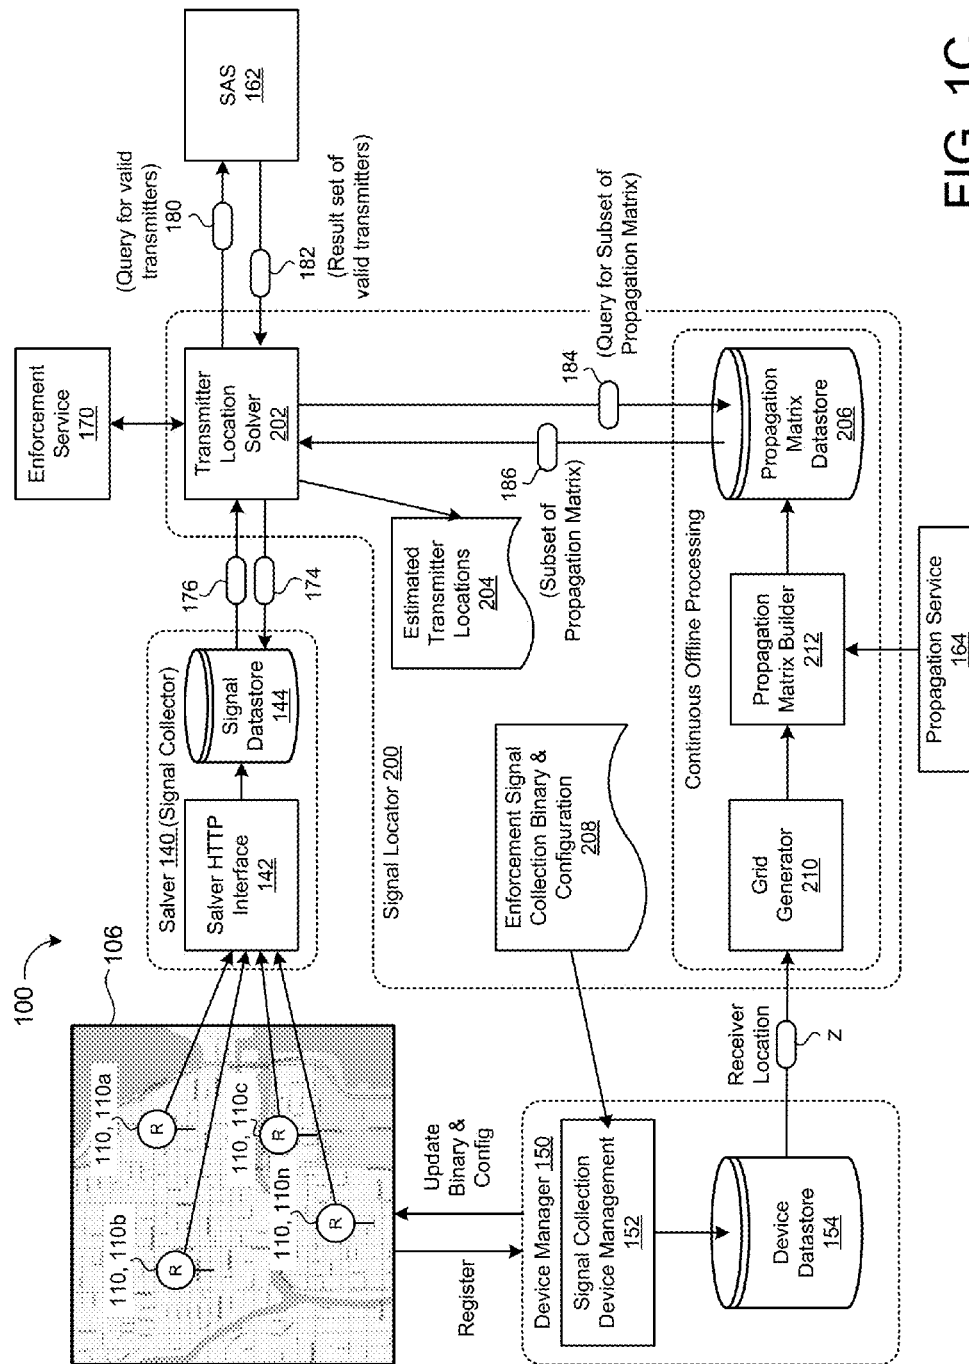 100
106
110, 110a
R
110, 110b
R
110, 110c
R
110, 110n
R
Salver 140 (Signal Collector)
Salver HTTP
Interface
142
Signal
Datastore
144
176
174
Enforcement
Service
170
Transmitter
Location
Solver
202
(Query for valid
transmitters)
180
182
(Result set of
valid transmitters)
SAS
162
Signal Locator 200
Estimated
Transmitter
Locations
204
(Query for Subset of
Propagation Matrix)
184
186
(Subset of
Propagation Matrix)
Update
Binary &
Config
Register
Enforcement Signal
Collection Binary &
Configuration
208
Device Manager 150
Signal Collection
Device Management
152
Device
Datastore
154
Receiver
Location
Z
Continuous Offline Processing
Grid
Generator
210
Propagation
Matrix Builder
212
Propagation
Matrix
Datastore
206
Propagation Service
164
FIG. 1C